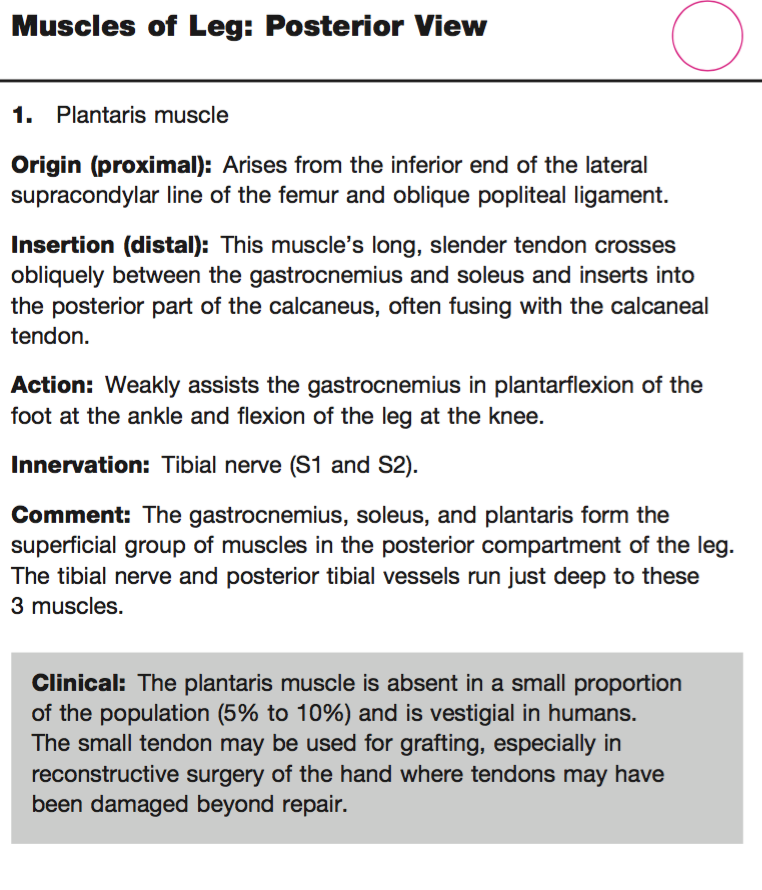 Muscles of Leg: Posterior View
1. Plantaris muscle
Origin (proximal): Arises from the inferior end of the lateral
supracondylar line of the femur and oblique popliteal ligament.
Insertion (distal): This muscle’s long, slender tendon crosses
obliquely between the gastrocnemius and soleus and inserts into
the posterior part of the calcaneus, often fusing with the calcaneal
tendon.
Action: Weakly assists the gastrocnemius in plantarflexion of the
foot at the ankle and flexion of the leg at the knee.
Innervation: Tibial nerve (S1 and S2).
Comment: The gastrocnemius, soleus, and plantaris form the
superficial group of muscles in the posterior compartment of the leg.
The tibial nerve and posterior tibial vessels run just deep to these
3 muscles.
Clinical: The plantaris muscle is absent in a small proportion
of the population (5% to 10%) and is vestigial in humans.
The small tendon may be used for grafting, especially in
reconstructive surgery of the hand where tendons may have
been damaged beyond repair.